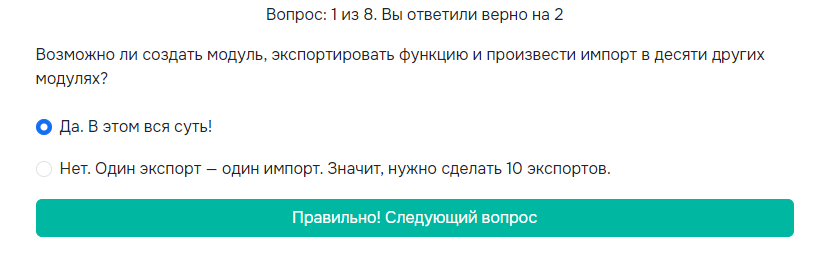 Вопрос: 1 из 8. Вы ответили верно на 2
Возможно ли создать модуль, экспортировать функцию и произвести импорт в десяти других
модулях?
Да. В этом вся суть!
Нет. Один экспорт — один импорт. Значит, нужно сделать 10 экспортов.
Правильно! Следующий вопрос